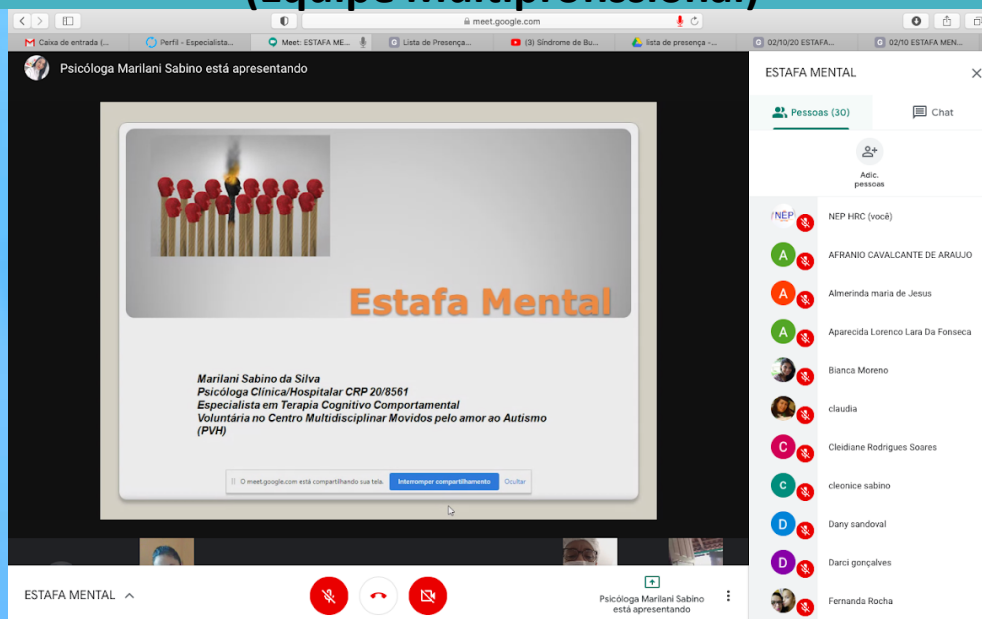 (Equipe Multiprofissional)
meet.google.com
Caixa de entrada (...
Perfil - Especialista...
Meet: ESTAFA ME...
Lista de Presença...
(3) Síndrome de Bu...
lista de presença -...
02/10/20 ESTAFA...
02/10 ESTAFA MEN...
Psicóloga Marilani Sabino está apresentando
ESTAFA MENTAL
Pessoas (30)
Chat
Adic.
pessoas
Estafa Mental
Marilani Sabino da Silva
Psicóloga Clínica/Hospitalar CRP 20/8561
Especialista em Terapia Cognitivo Comportamental
Voluntária no Centro Multidisciplinar Movidos pelo amor ao Autismo
(PVH)
O meet.google.com está compartilhando sua tela.
Interromper compartilhamento
Ocultar
NEP
NEP HRC (você)
A
AFRANIO CAVALCANTE DE ARAUJO
A
Almerinda maria de Jesus
A
Aparecida Lorenco Lara Da Fonseca
Bianca Moreno
claudia
C
Cleidiane Rodrigues Soares
c
cleonice sabino
D
Dany sandoval
D
Darci gonçalves
Fernanda Rocha
ESTAFA MENTAL
Psicóloga Marilani Sabino
está apresentando